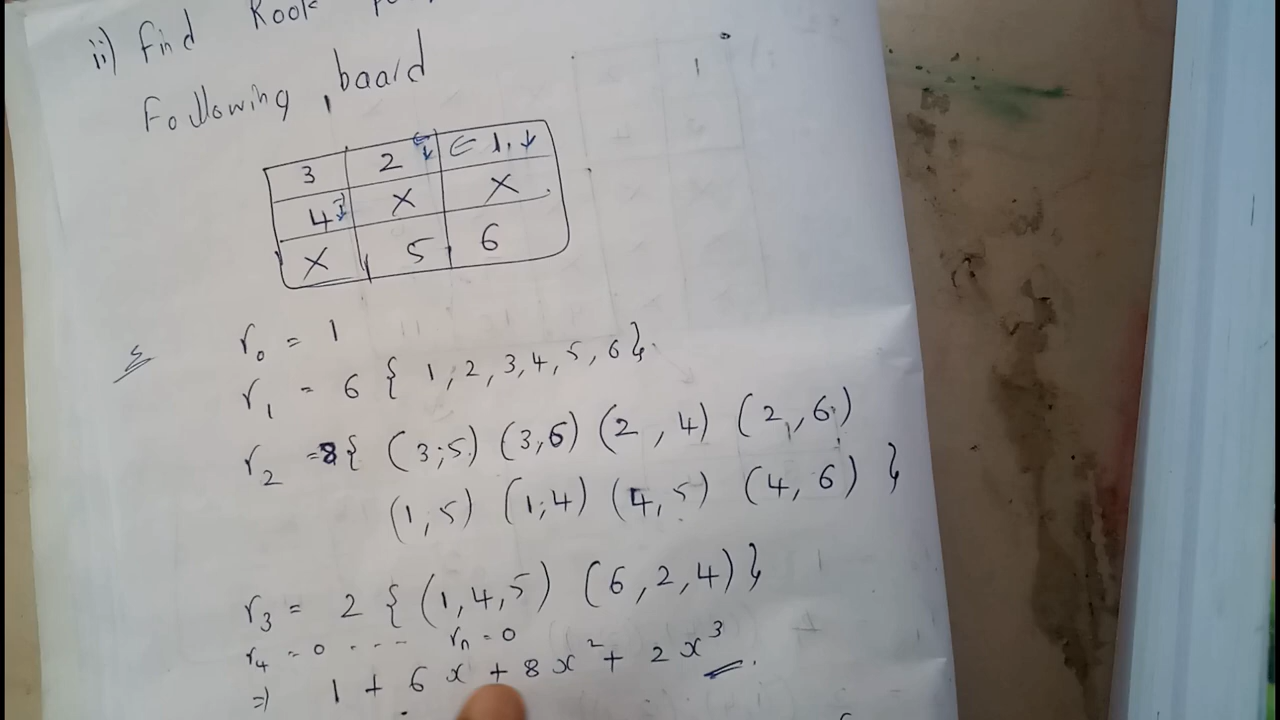 ii) Find Rook
Following board
3 2 1
4 X X
X 5 6
r₀ = 1
r₁ = 6 { 1, 2, 3, 4, 5, 6 }.
r₂ = 8 { (3,5) (3,6) (2, 4) (2, 6)
(1, 5) (1, 4) (4, 5) (4, 6) }
r₃ = 2 { (1, 4, 5) (6, 2, 4) }
r₄ = 0 --- rₙ = 0
⇒ 1 + 6x + 8x² + 2x³